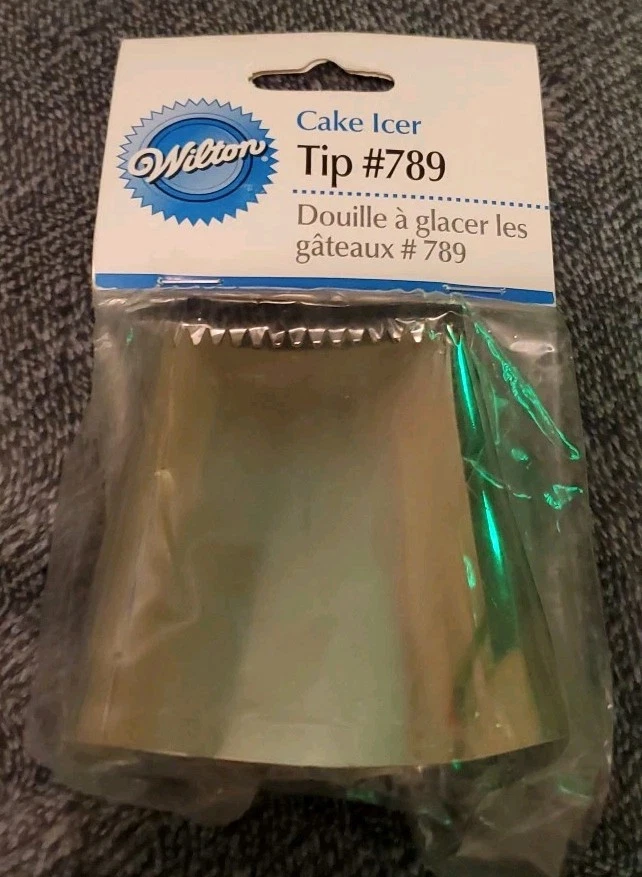 Wilton
Cake Icer
Tip #789
Douille à glacer les
gâteaux # 789